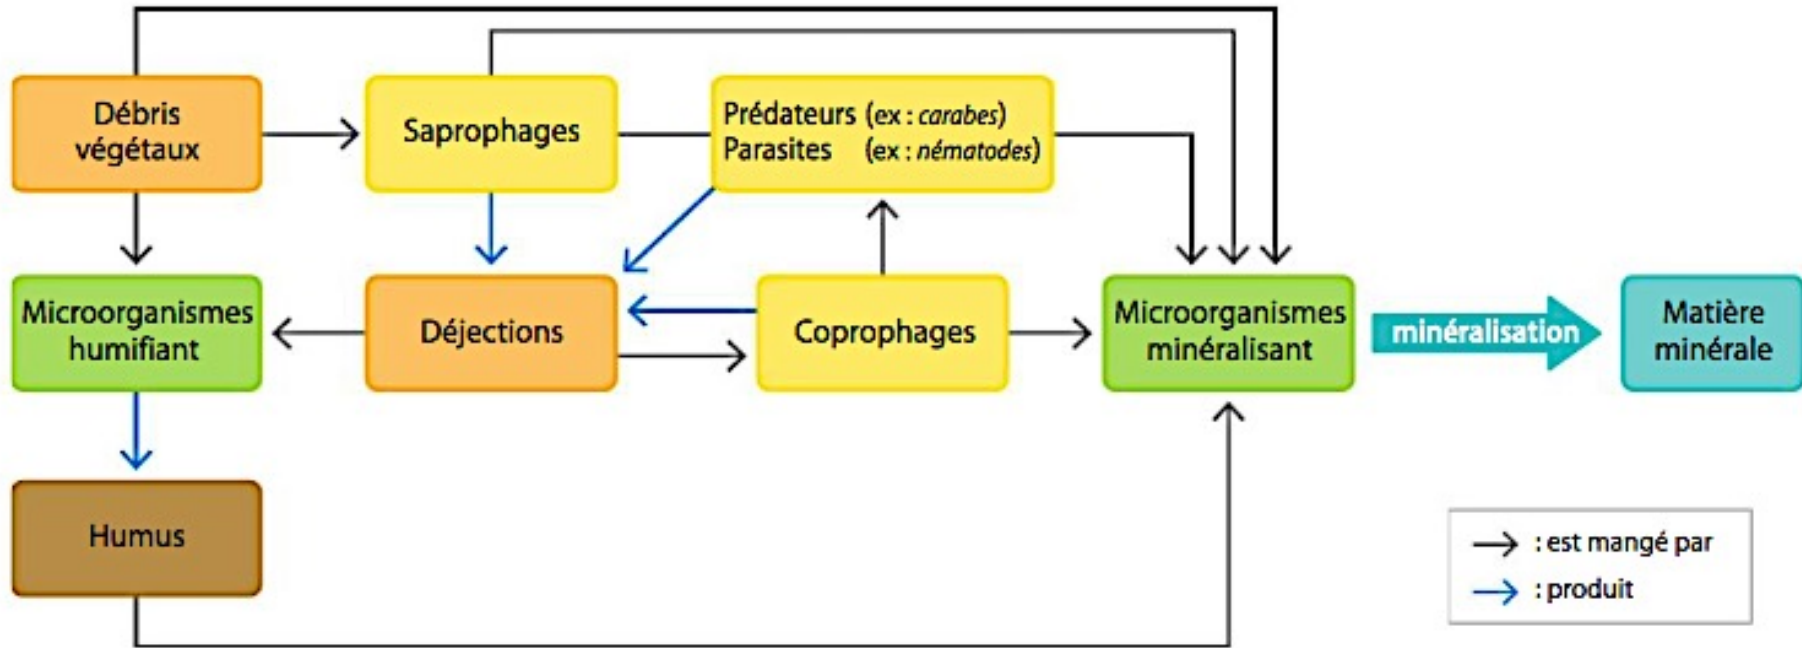 Débris
végétaux
Saprophages
Prédateurs (ex : carabes)
Parasites (ex : nématodes)
Microorganismes
humifiant
Déjections
Coprophages
Microorganismes
minéralisant
minéralisation
Matière
minérale
Humus
: est mangé par
: produit